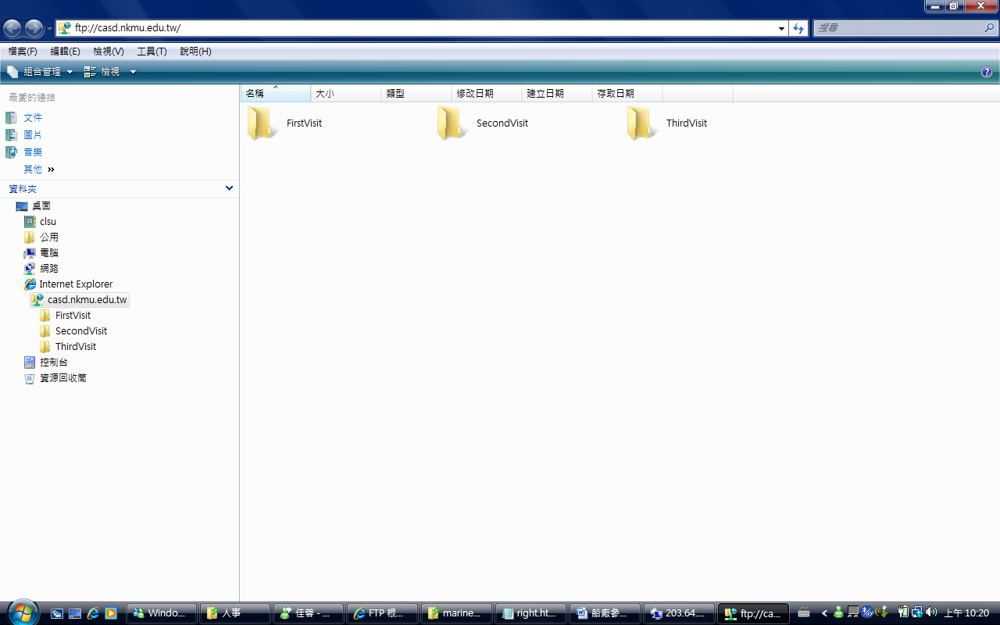 ftp://casd.nkmu.edu.tw/
搜尋
檔案(F) 編輯(E) 檢視(V) 工具(T) 說明(H)
組合管理 檢視
最愛的連結
文件
圖片
音樂
其他 »
資料夾
桌面
clsu
公用
電腦
網路
Internet Explorer
casd.nkmu.edu.tw
FirstVisit
SecondVisit
ThirdVisit
控制台
資源回收筒
名稱 大小 類型 修改日期 建立日期 存取日期
FirstVisit SecondVisit ThirdVisit
Windo... 人事 佳蓉 - ... FTP 根... marine... right.ht... 船廠參... 203.64.... ftp://ca... 上午 10:20